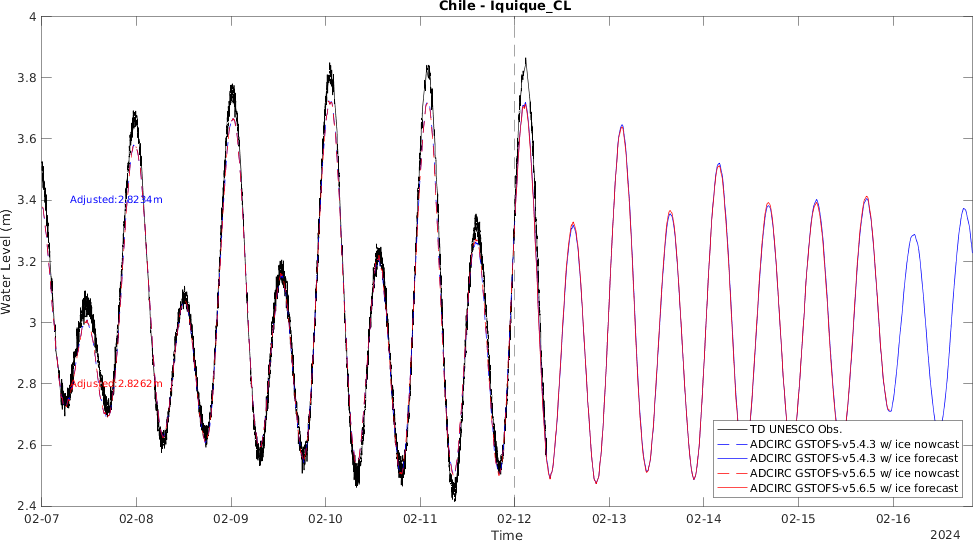 Chile - Iquique_CL
4
3.8
3.6
3.4
3.2
3
2.8
2.6
2.4
Water Level (m)
Adjusted:2.8234m
Adjusted:2.8262m
TD UNESCO Obs.
ADCIRC GSTOFS-v5.4.3 w/ ice nowcast
ADCIRC GSTOFS-v5.4.3 w/ ice forecast
ADCIRC GSTOFS-v5.6.5 w/ ice nowcast
ADCIRC GSTOFS-v5.6.5 w/ ice forecast
02-07 02-08 02-09 02-10 02-11 02-12 02-13 02-14 02-15 02-16
Time
2024